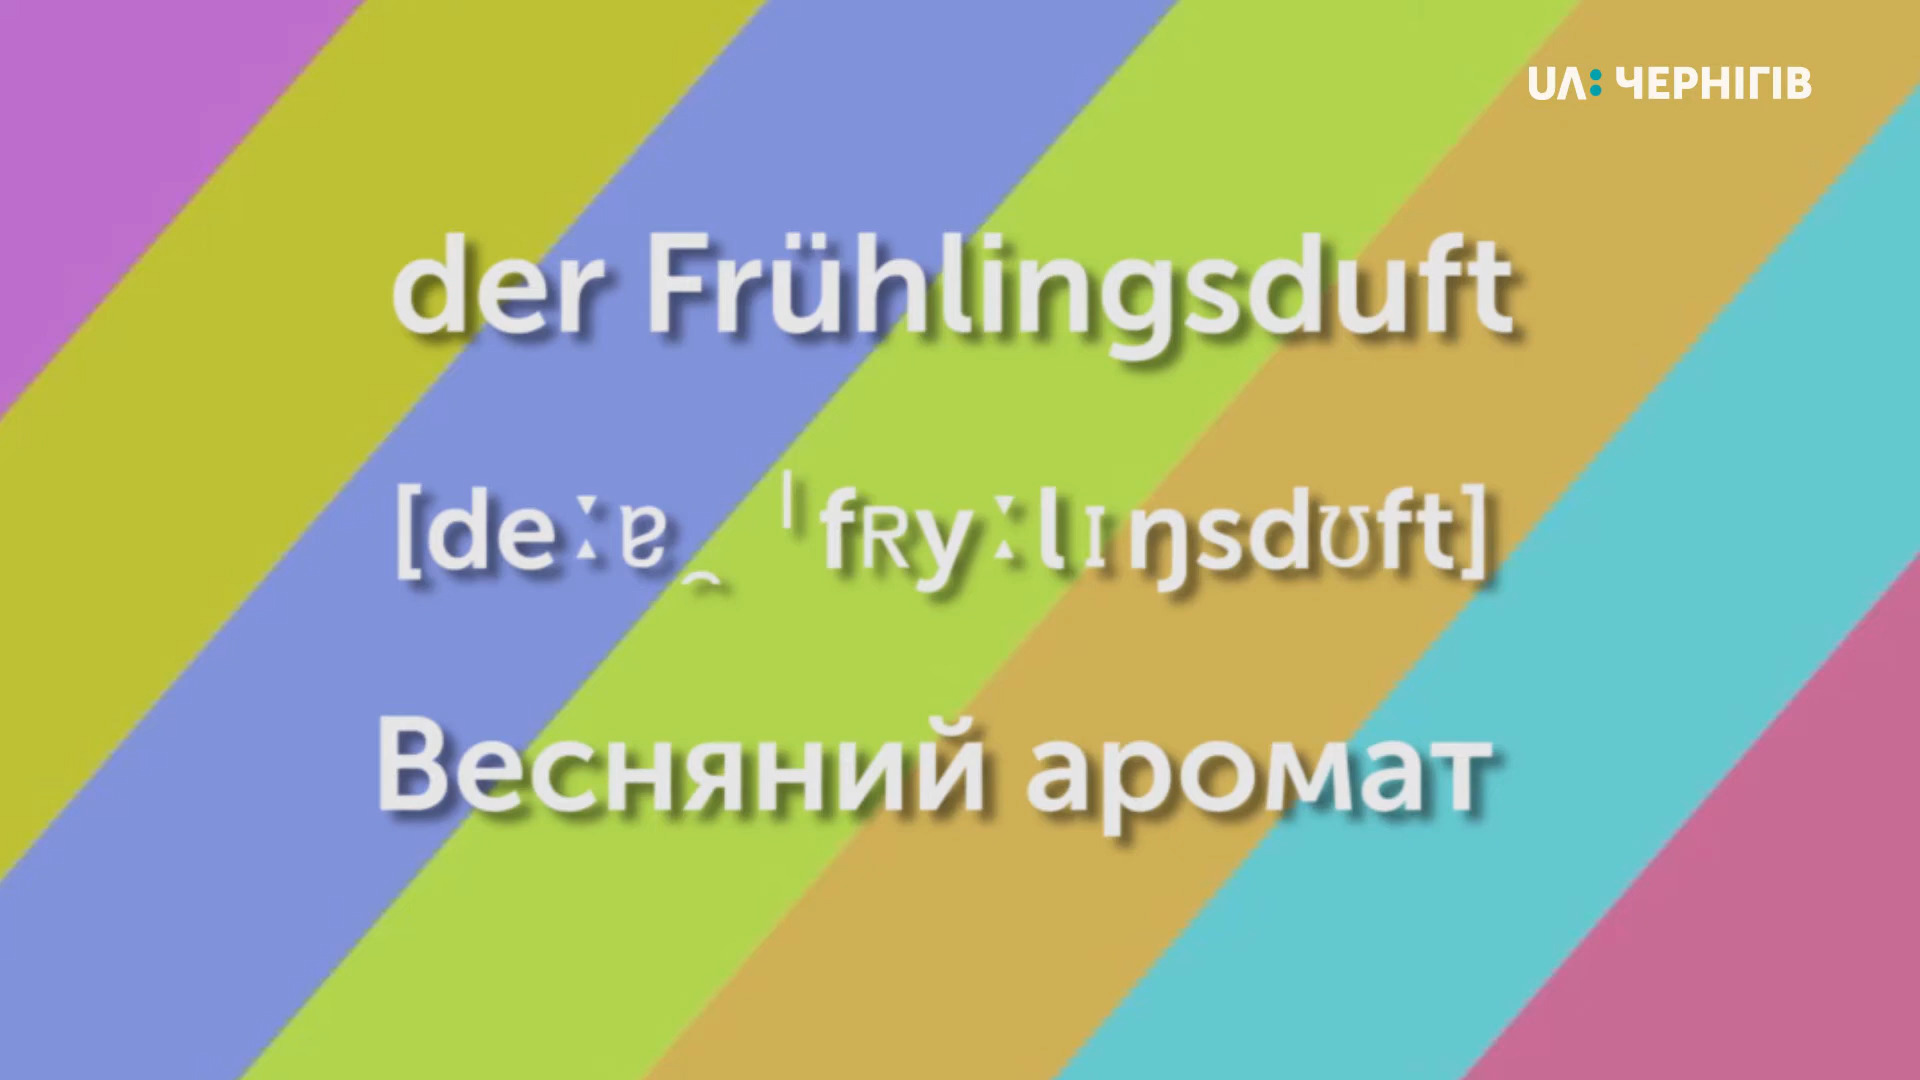 UA: ЧЕРНІГІВ
der Frühlingsduft
[deːɐ̯ ˈfʀyːlɪŋsdʊft]
Весняний аромат